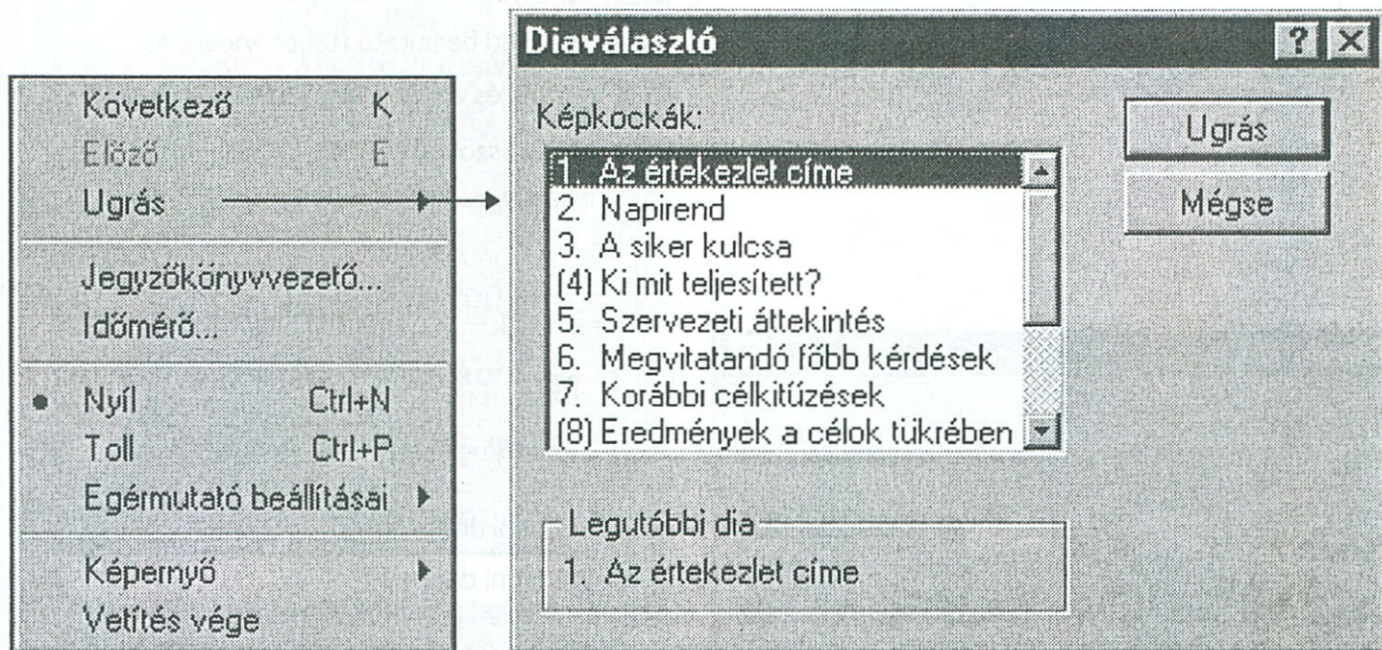 Következő K
Előző E
Ugrás
Jegyzőkönyvvezető...
Időmérő...
Nyíl Ctrl+N
Toll Ctrl+P
Egérmutató beállításai
Képernyő
Vetítés vége
Diaválasztó
Képkockák:
1. Az értekezlet címe
2. Napirend
3. A siker kulcsa
(4) Ki mit teljesített?
5. Szervezeti áttekintés
6. Megvitatandó főbb kérdések
7. Korábbi célkitűzések
(8) Eredmények a célok tükrében
Ugrás
Mégse
Legutóbbi dia
1. Az értekezlet címe